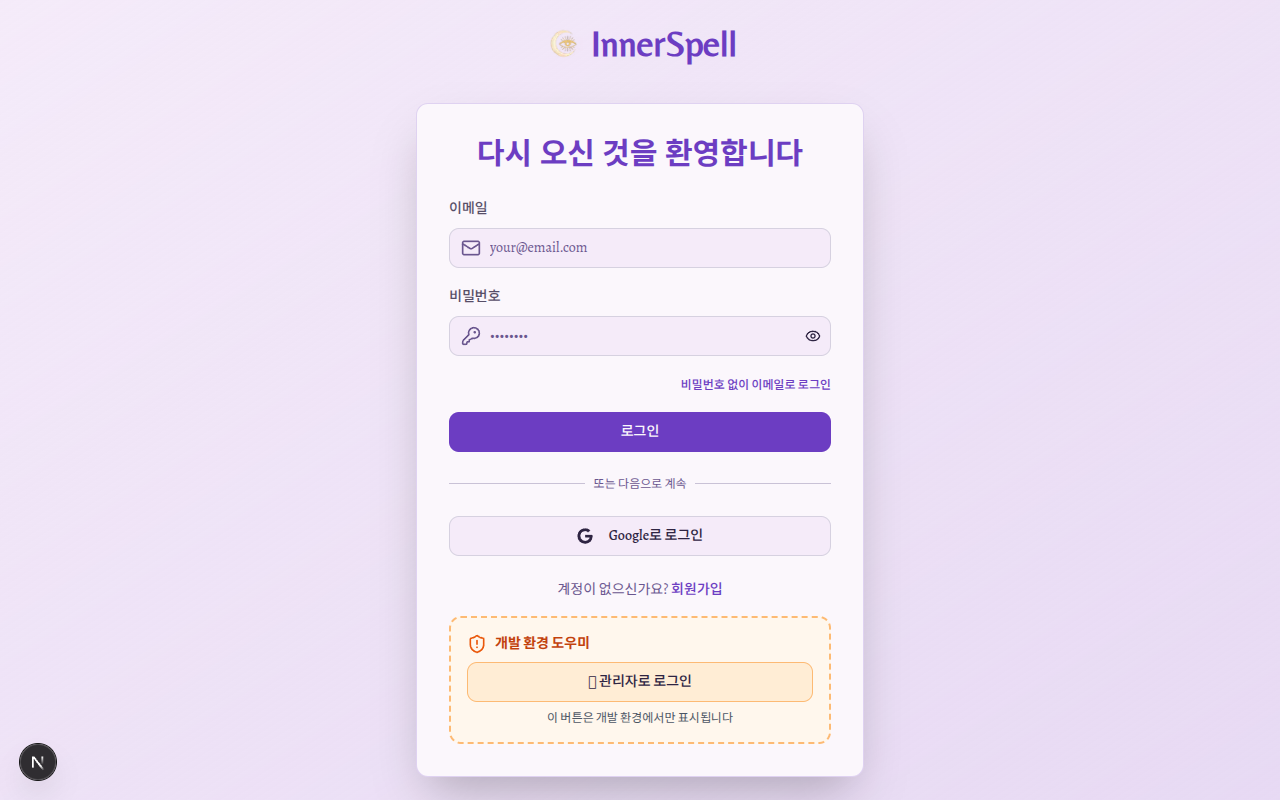 InnerSpell
다시 오신 것을 환영합니다
이메일
your@email.com
비밀번호
••••••••
비밀번호 없이 이메일로 로그인
로그인
또는 다음으로 계속
Google로 로그인
계정이 없으신가요? 회원가입
개발 환경 도우미
관리자로 로그인
이 버튼은 개발 환경에서만 표시됩니다